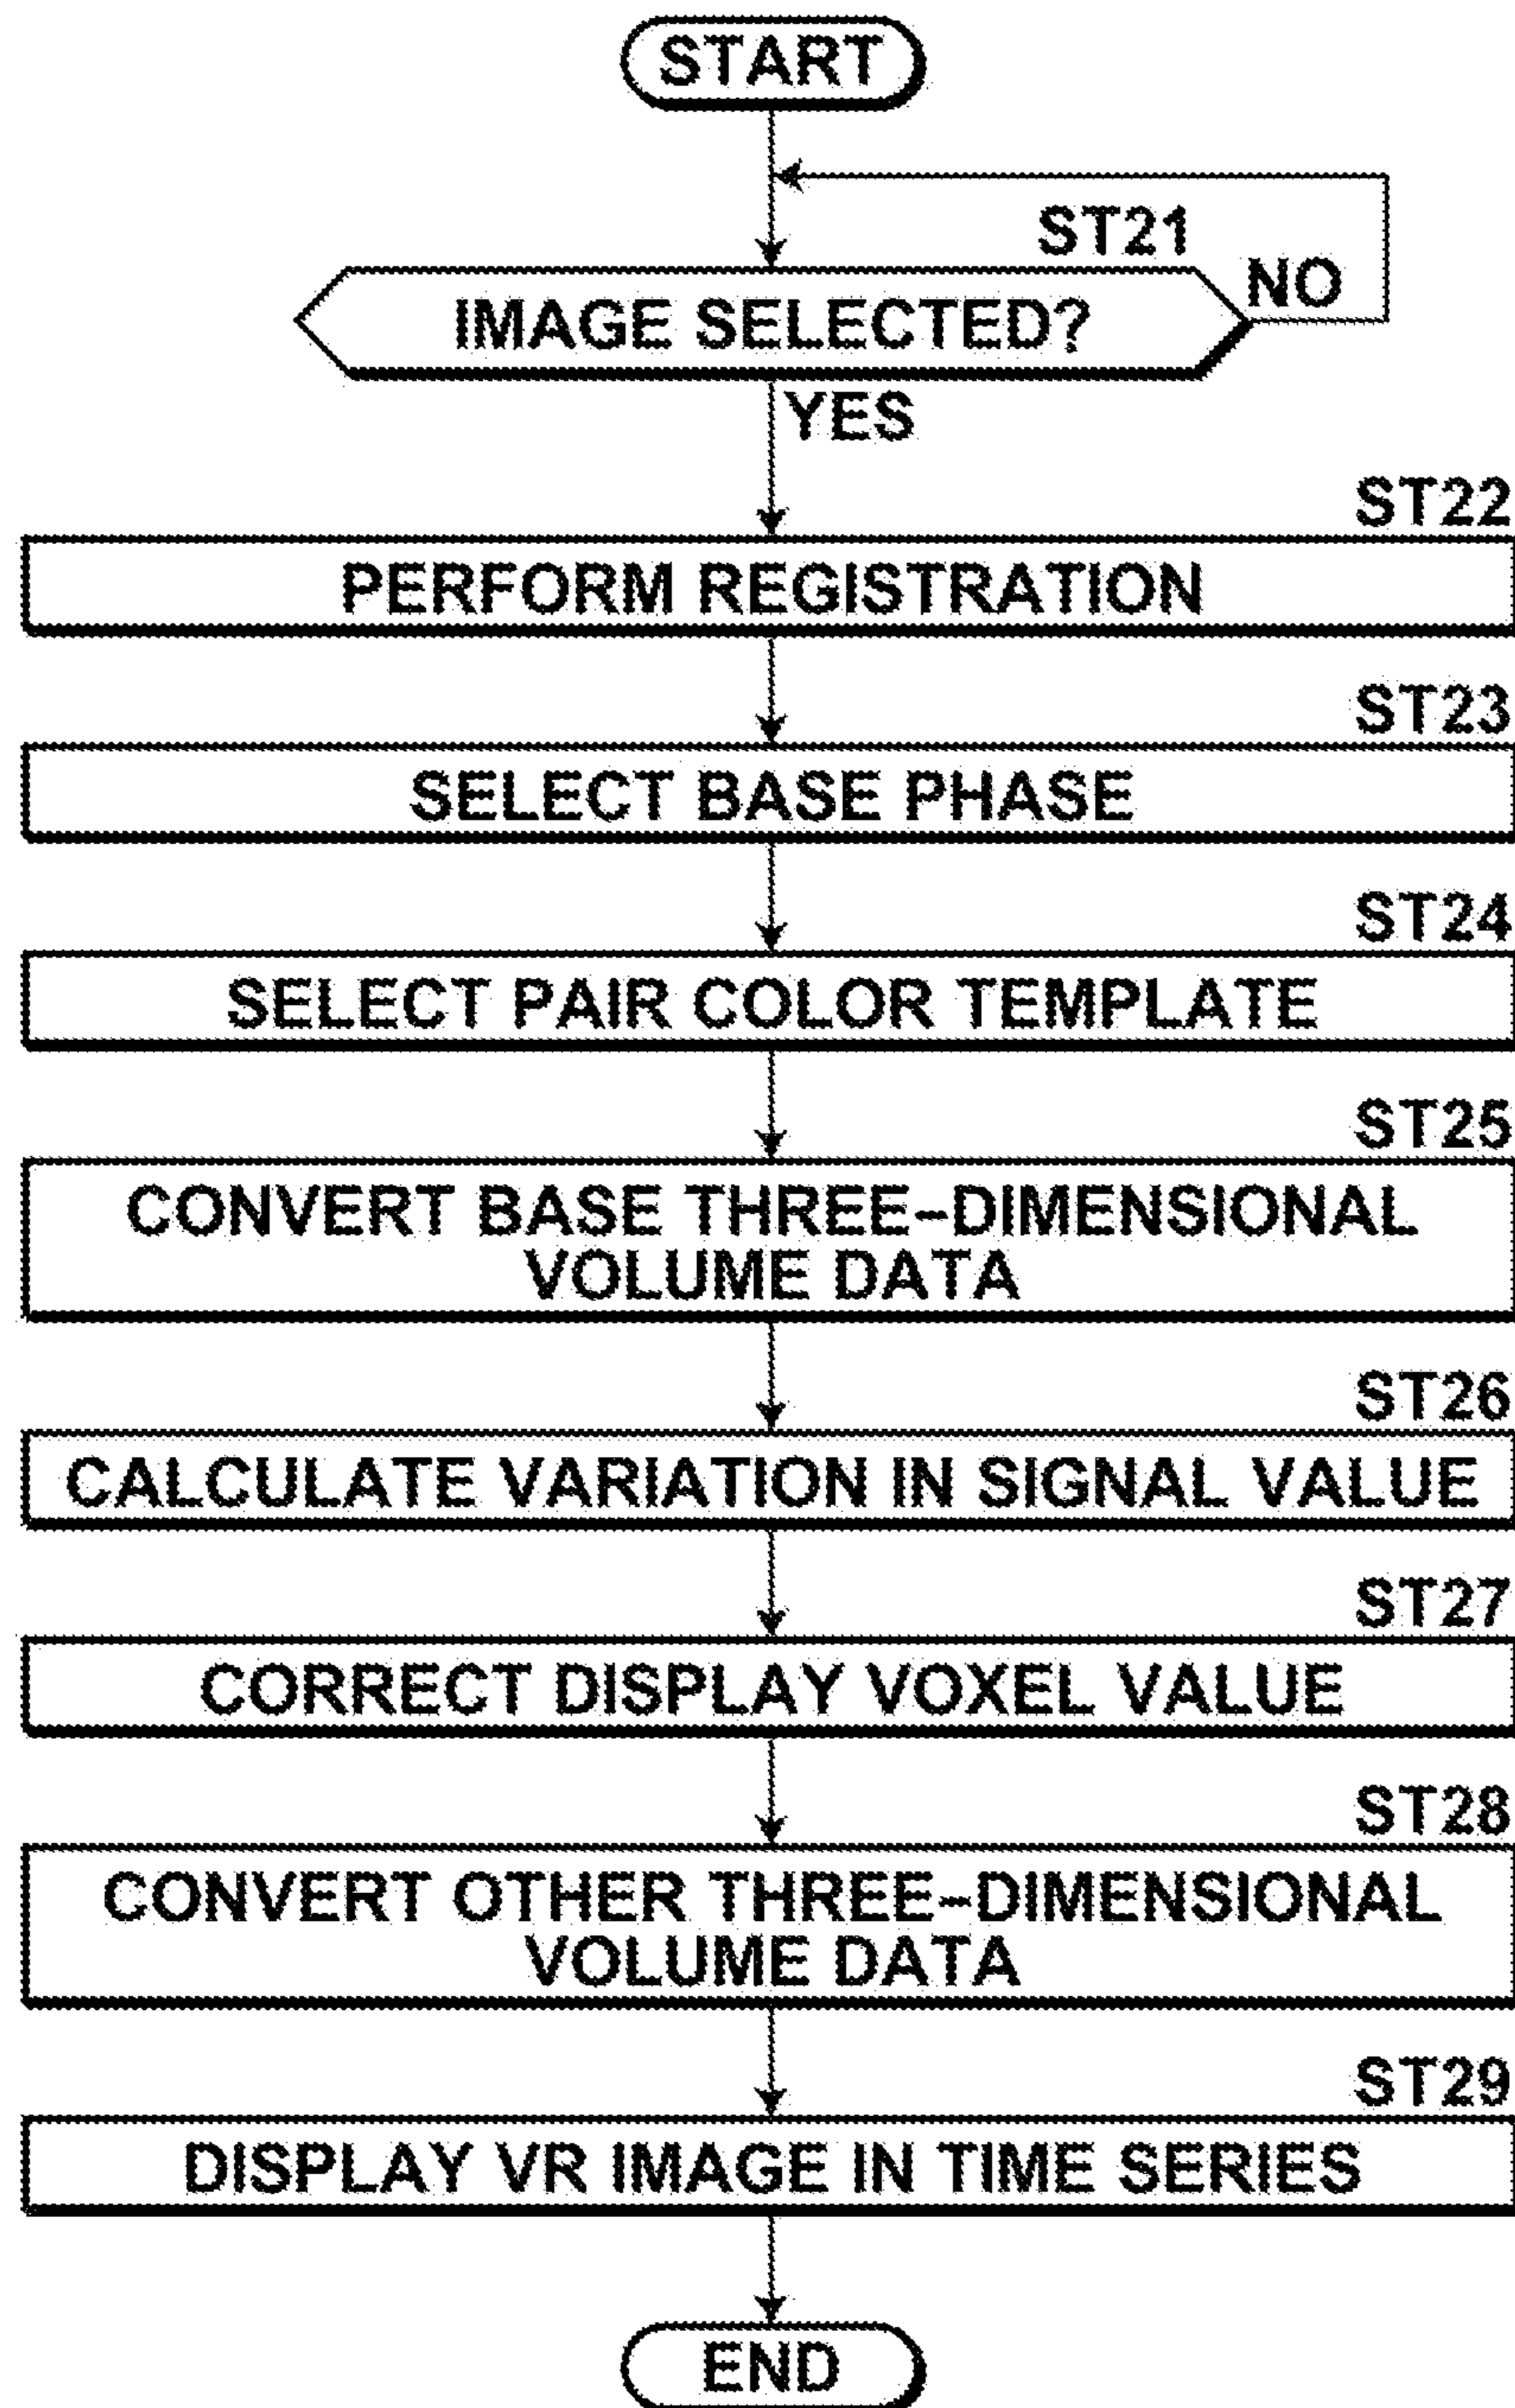 START
ST21
IMAGE SELECTED?
NO
YES
ST22
PERFORM REGISTRATION
ST23
SELECT BASE PHASE
ST24
SELECT PAIR COLOR TEMPLATE
ST25
CONVERT BASE THREE-DIMENSIONAL
VOLUME DATA
ST26
CALCULATE VARIATION IN SIGNAL VALUE
ST27
CORRECT DISPLAY VOXEL VALUE
ST28
CONVERT OTHER THREE-DIMENSIONAL
VOLUME DATA
ST29
DISPLAY VR IMAGE IN TIME SERIES
END